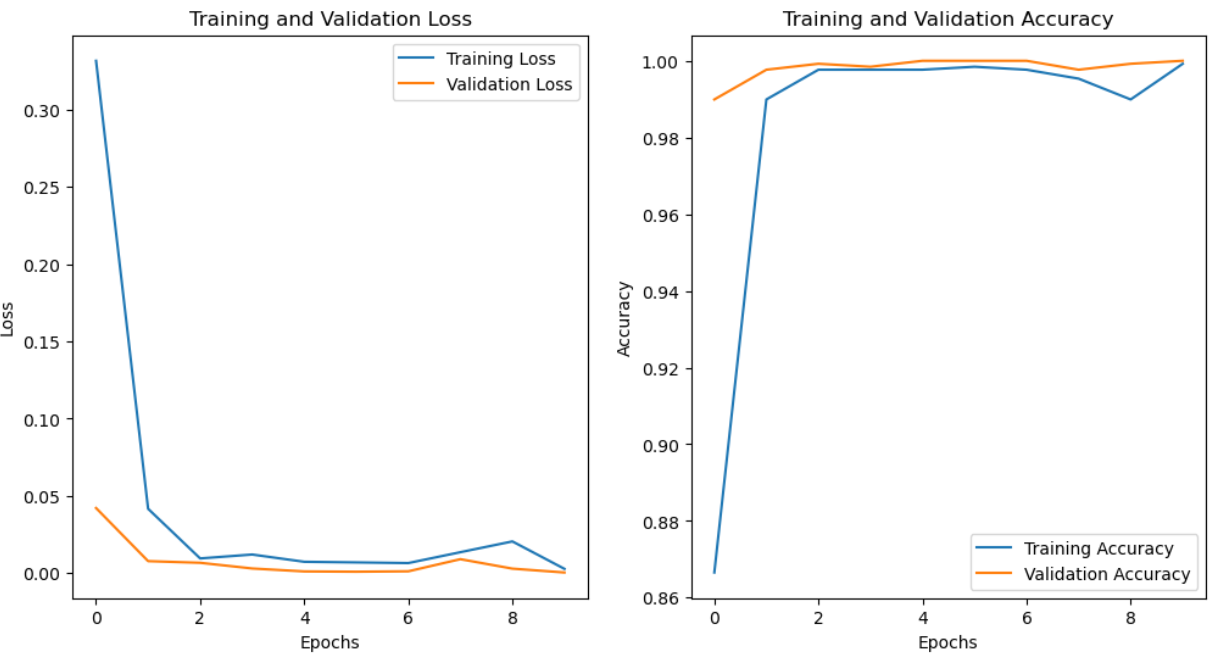 Training and Validation Loss
Training Loss
Validation Loss
0.30
0.25
0.20
0.15
0.10
0.05
0.00
Loss
0
2
4
6
8
Epochs
Training and Validation Accuracy
1.00
0.98
0.96
0.94
0.92
0.90
0.88
0.86
Accuracy
Training Accuracy
Validation Accuracy
0
2
4
6
8
Epochs